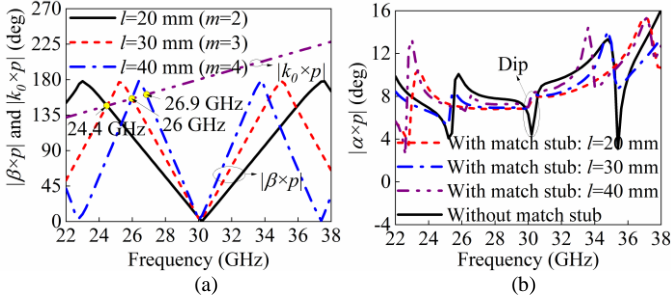 |β×p| and |k₀×p| (deg)
270
225
180
135
90
45
0
l=20 mm (m=2)
l=30 mm (m=3)
l=40 mm (m=4)
|k₀×p|
26.9 GHz
24.4 GHz
26 GHz
|β×p|
22 24 26 28 30 32 34 36 38
Frequency (GHz)
(a)
|α×p| (deg)
16
12
8
4
0
-4
Dip
With match stub: l=20 mm
With match stub: l=30 mm
With match stub: l=40 mm
Without match stub
22 24 26 28 30 32 34 36 38
Frequency (GHz)
(b)